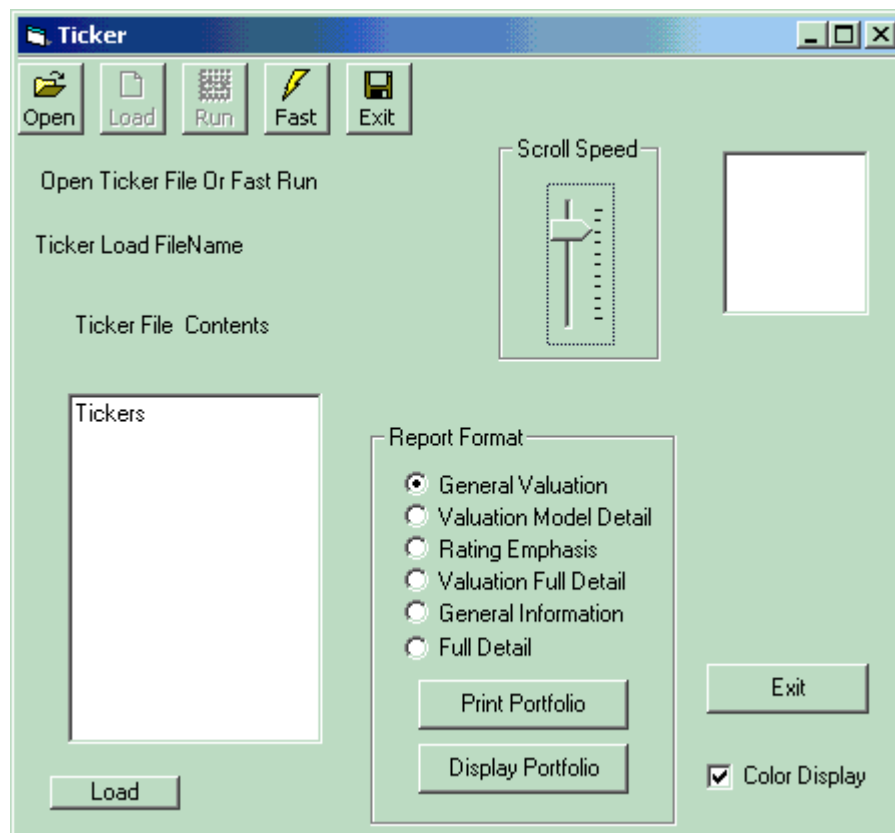 Ticker
Open Load Run Fast Exit
Scroll Speed
Open Ticker File Or Fast Run
Ticker Load FileName
Ticker File Contents
Tickers
Report Format
General Valuation
Valuation Model Detail
Rating Emphasis
Valuation Full Detail
General Information
Full Detail
Print Portfolio
Exit
Display Portfolio
Color Display
Load